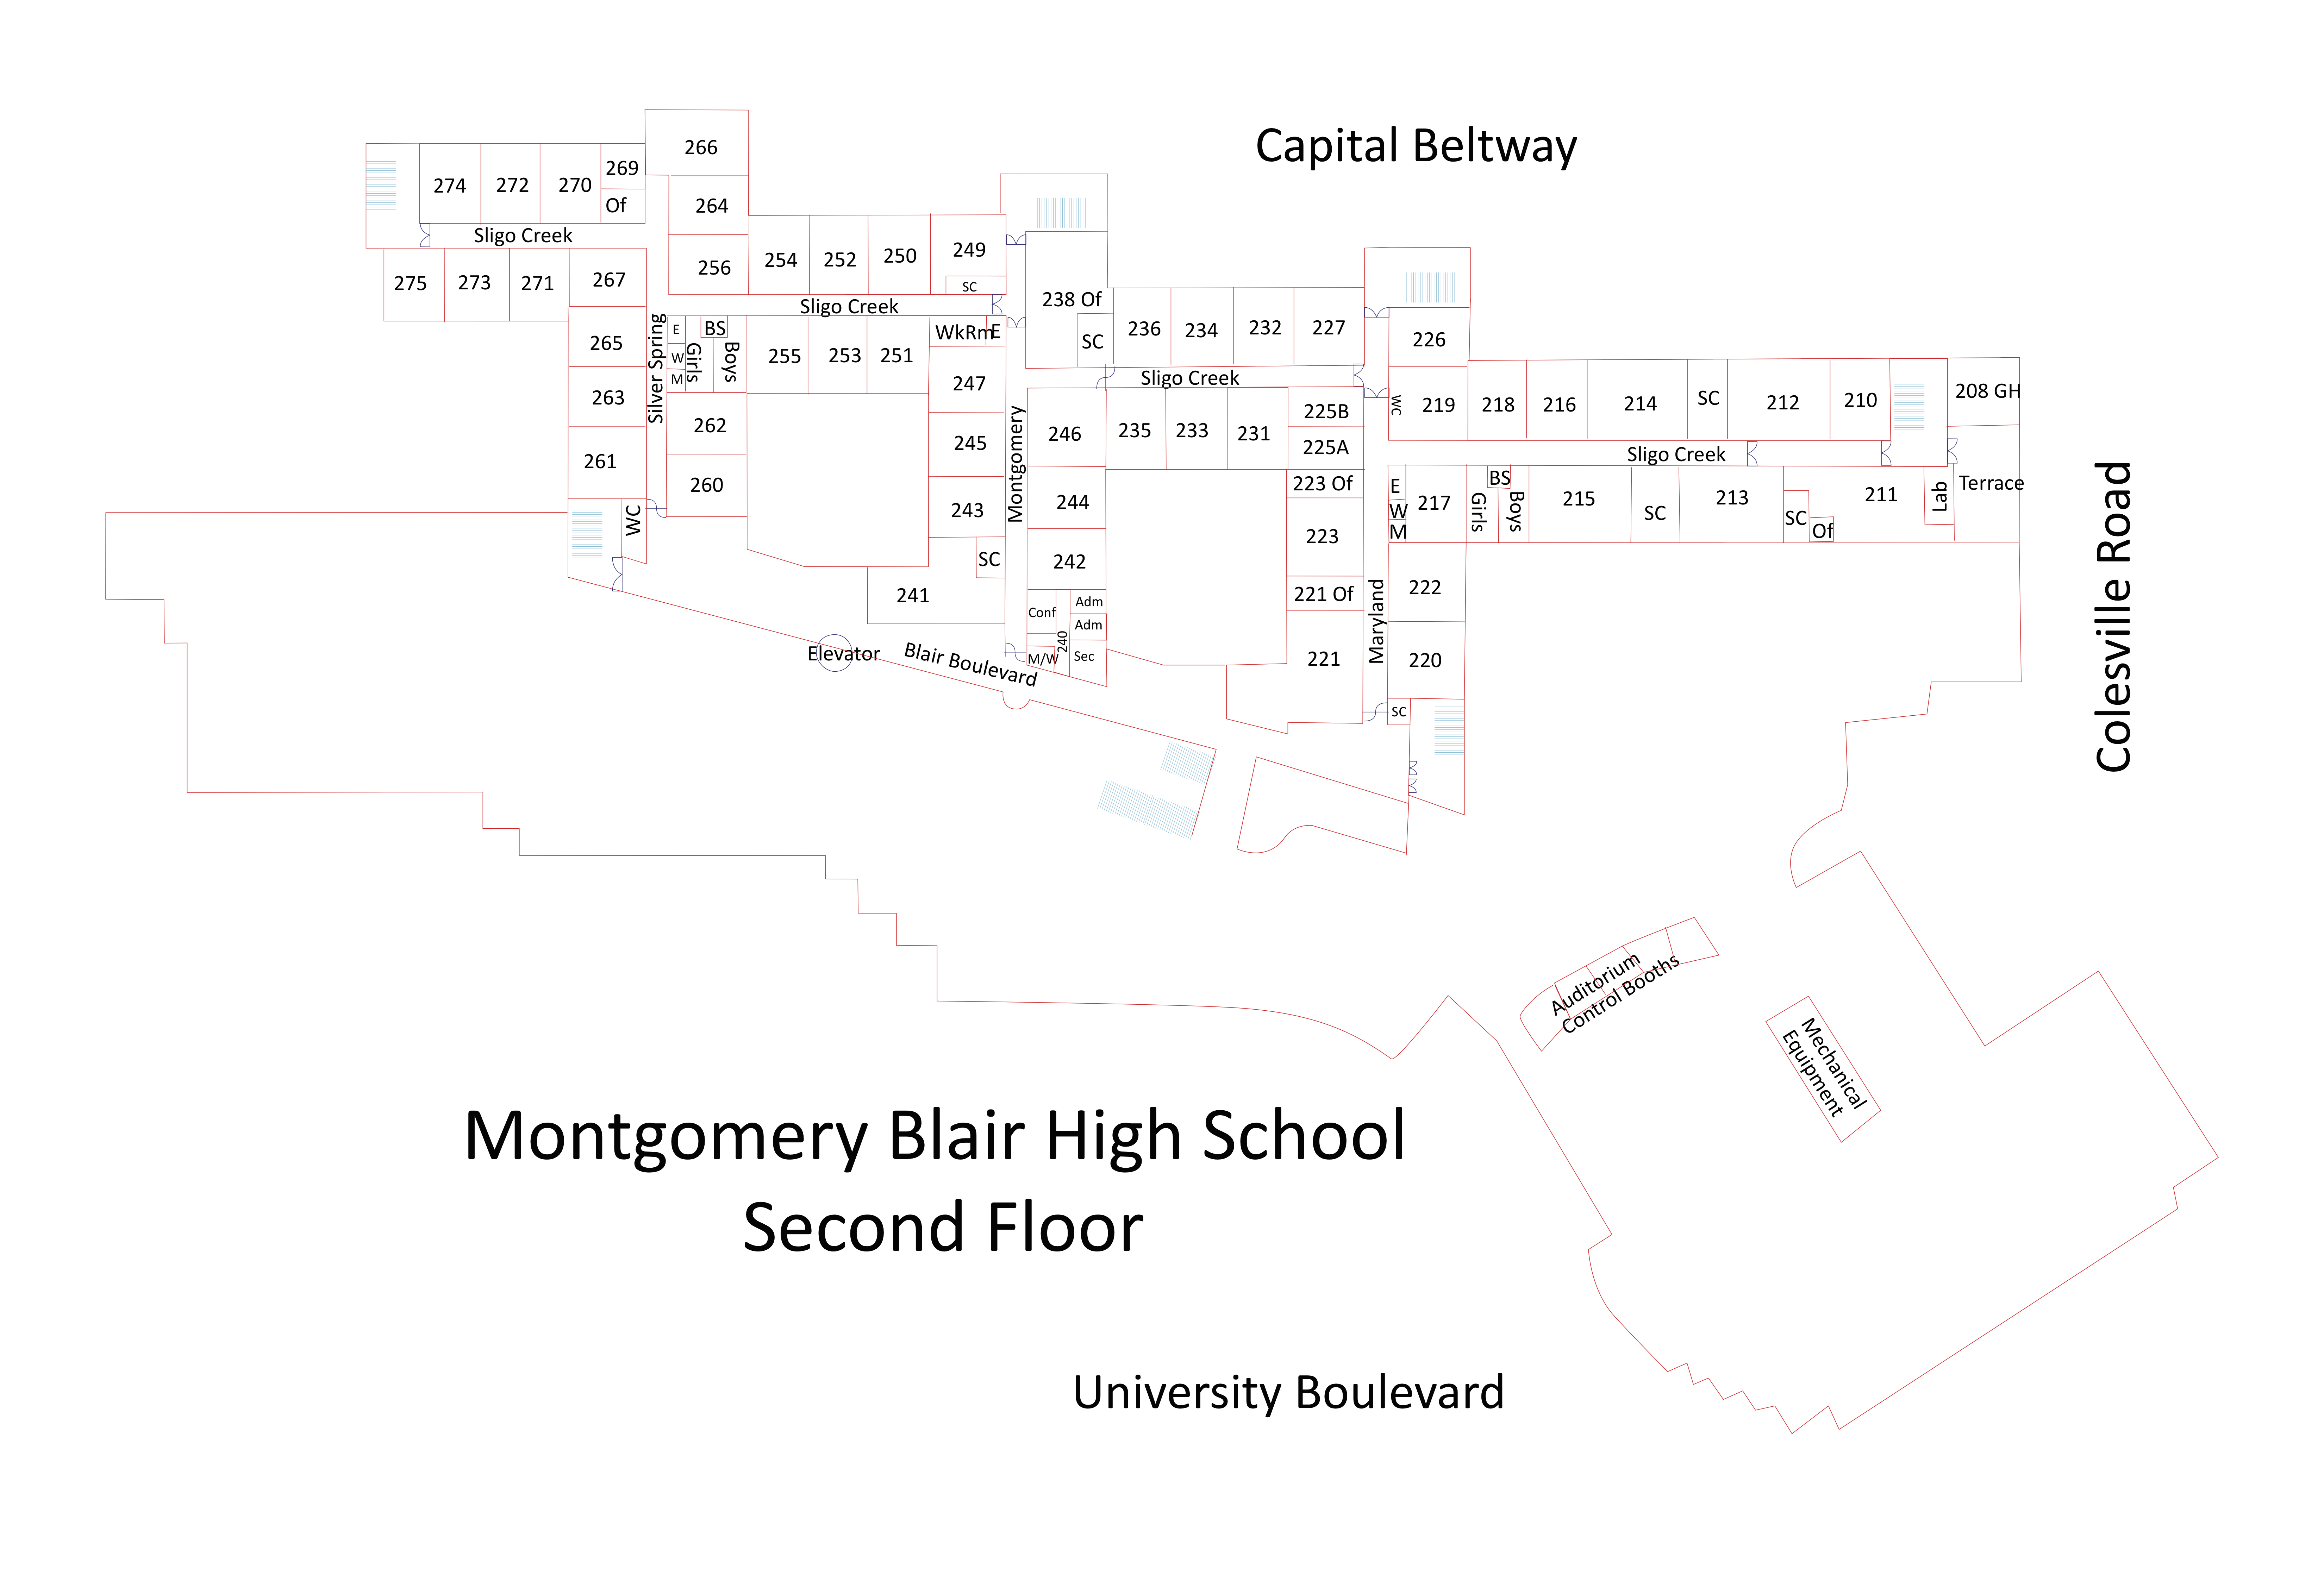 Capital Beltway
266
269
274
272
270
Of
264
Sligo Creek
256
254
252
250
249
SC
275
273
271
267
Sligo Creek
238 Of
SC
236
234
232
227
226
E
BS
WkRm
E
265
Silver Spring
W
M
Girls
Boys
255
253
251
247
Sligo Creek
263
262
245
Montgomery
246
235
233
231
225B
225A
WC
219
218
216
214
SC
212
210
208 GH
Sligo Creek
261
260
243
244
223 Of
E
W
M
217
Girls
BS
Boys
215
SC
213
SC
Of
211
Lab
Terrace
WC
SC
242
223
241
Conf
Adm
Adm
240
M/W
Sec
221 Of
222
Maryland
221
220
SC
Elevator
Blair Boulevard
Colesville Road
Auditorium
Control Booths
Mechanical
Equipment
Montgomery Blair High School
Second Floor
University Boulevard